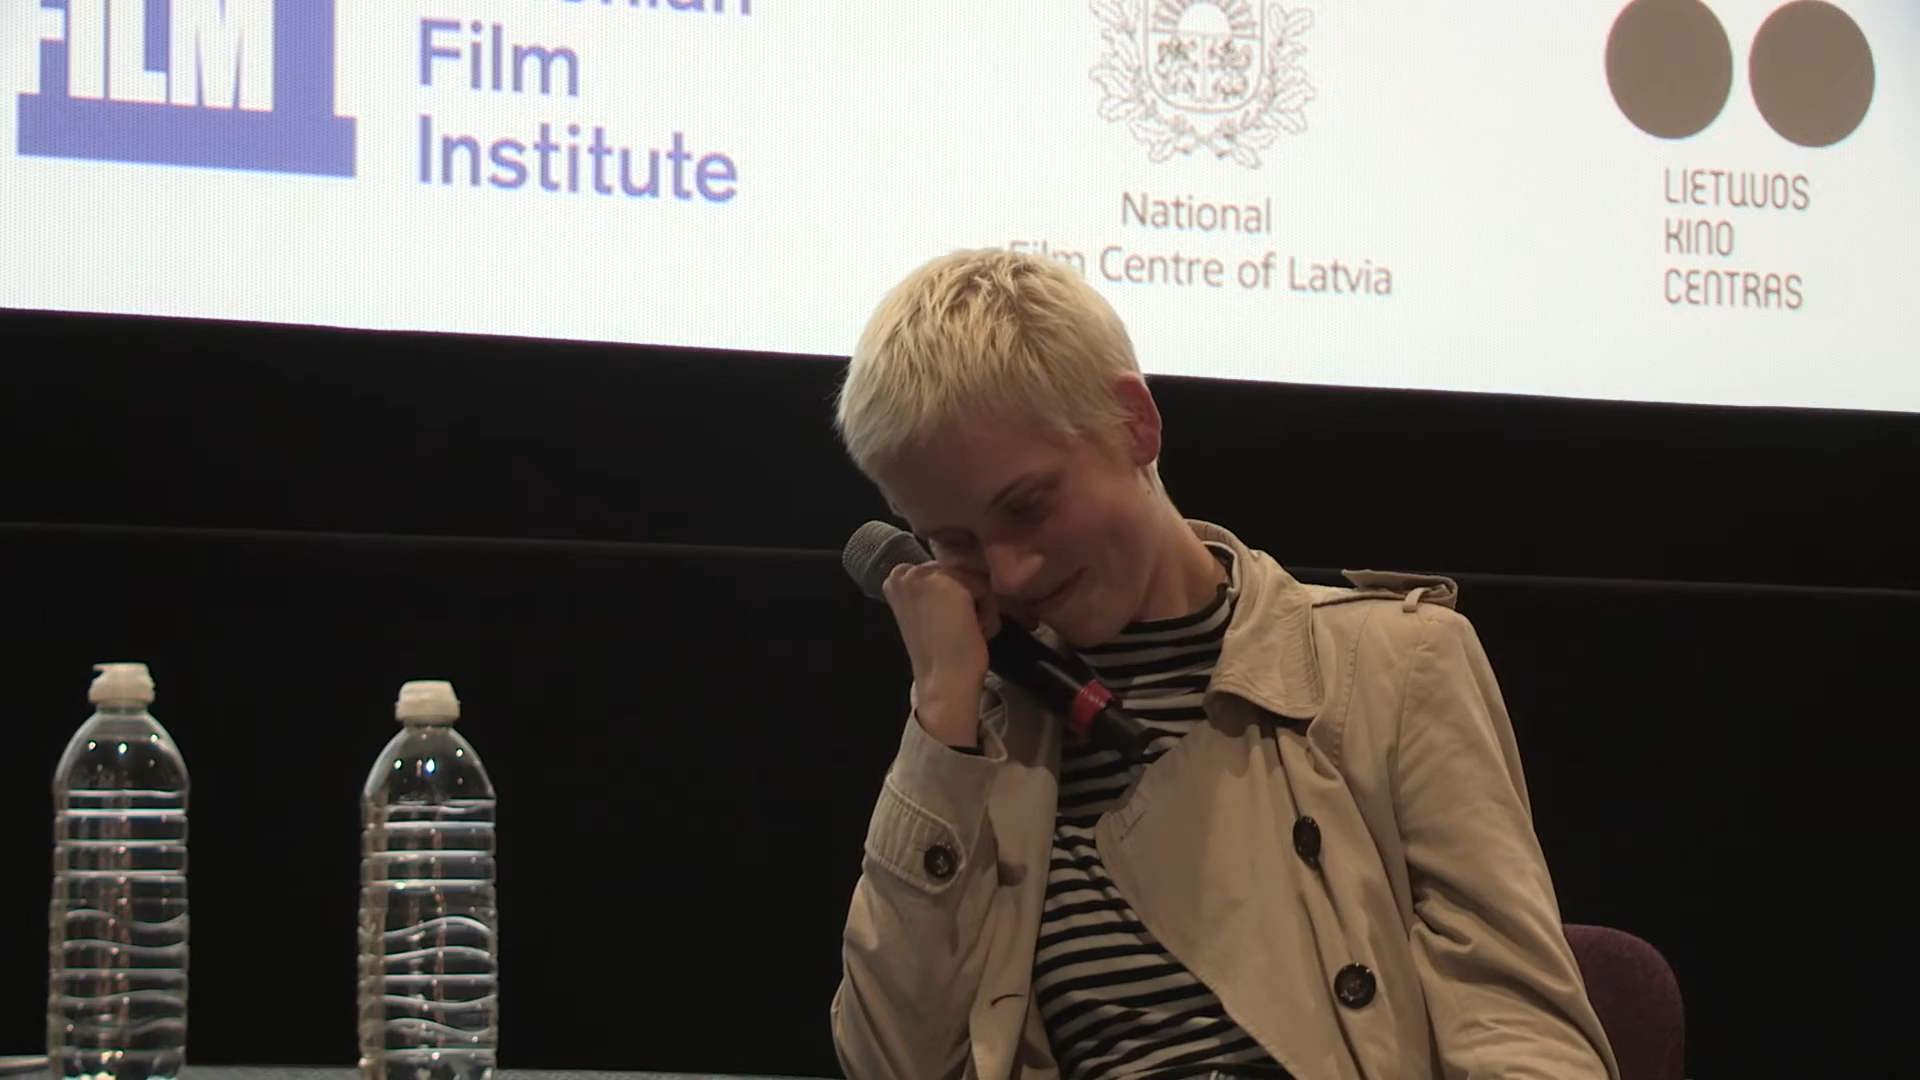 FILM
Film
Institute
National
Film Centre of Latvia
LIETUVOS
KINO
CENTRAS